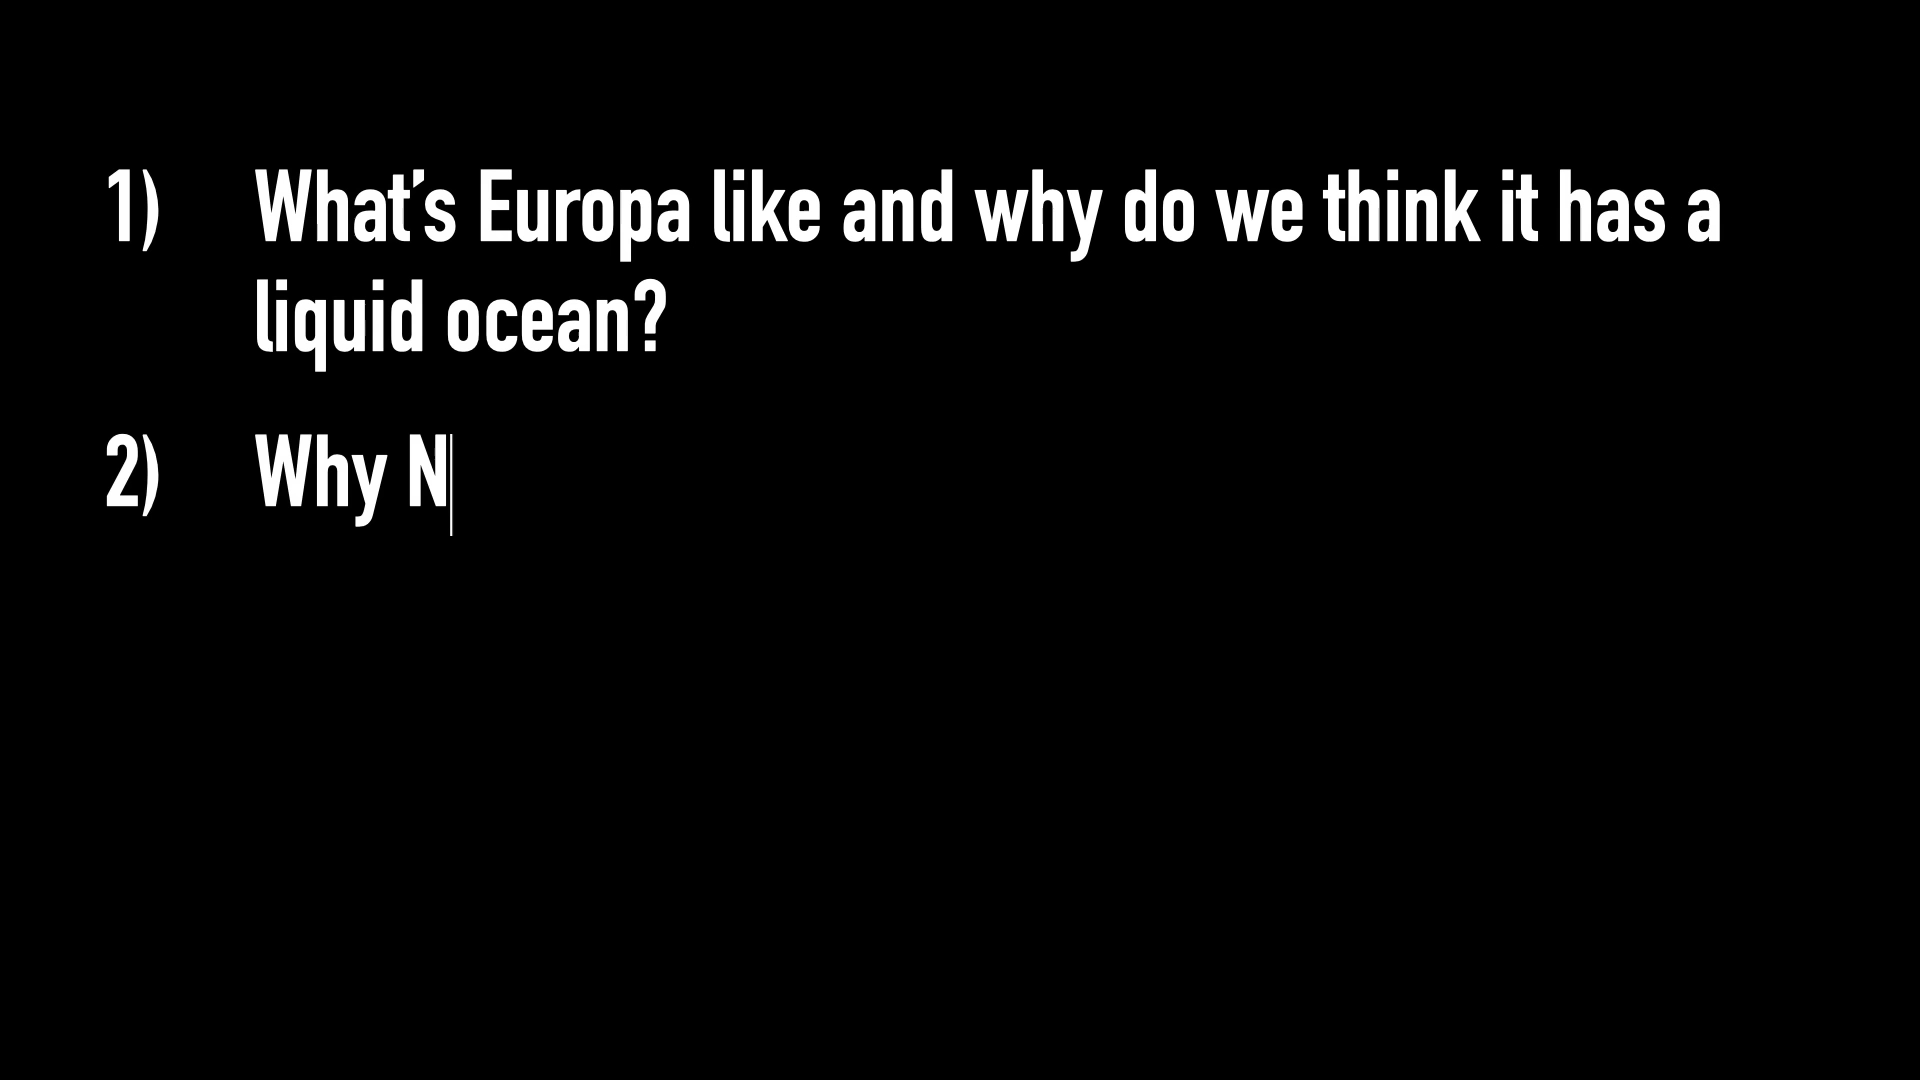 1) What’s Europa like and why do we think it has a
liquid ocean?
2) Why N